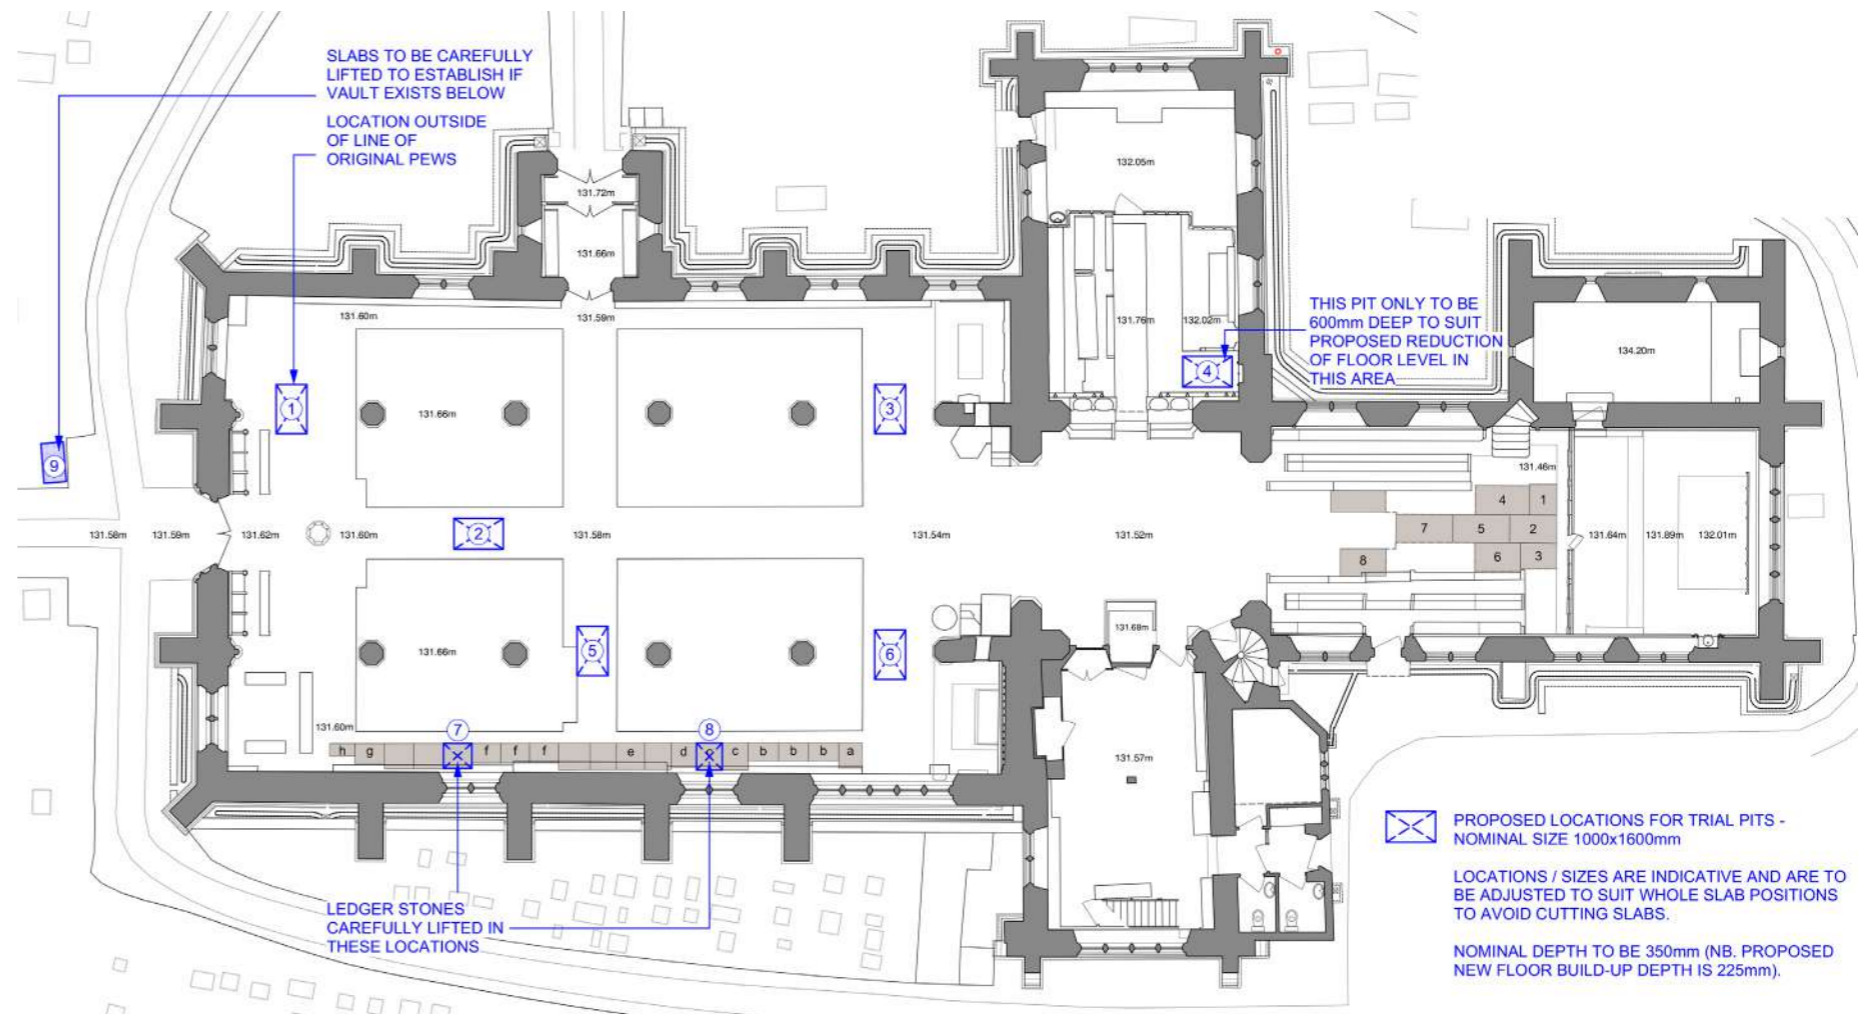 SLABS TO BE CAREFULLY
LIFTED TO ESTABLISH IF
VAULT EXISTS BELOW
LOCATION OUTSIDE
OF LINE OF
ORIGINAL PEWS
132.05m
131.72m
131.66m
THIS PIT ONLY TO BE
600mm DEEP TO SUIT
PROPOSED REDUCTION
OF FLOOR LEVEL IN
THIS AREA
131.60m
131.59m
131.76m
132.02m
134.20m
4
1
131.66m
3
9
131.46m
4
1
131.58m
131.59m
131.62m
131.60m
2
131.58m
131.54m
131.52m
7
5
2
131.64m
131.89m
132.01m
8
6
3
131.68m
131.66m
5
6
131.60m
7
8
h
g
f
f
f
e
d
c
c
b
b
b
a
131.57m
PROPOSED LOCATIONS FOR TRIAL PITS -
NOMINAL SIZE 1000x1600mm
LOCATIONS / SIZES ARE INDICATIVE AND ARE TO
BE ADJUSTED TO SUIT WHOLE SLAB POSITIONS
TO AVOID CUTTING SLABS.
LEDGER STONES
CAREFULLY LIFTED IN
THESE LOCATIONS
NOMINAL DEPTH TO BE 350mm (NB. PROPOSED
NEW FLOOR BUILD-UP DEPTH IS 225mm).